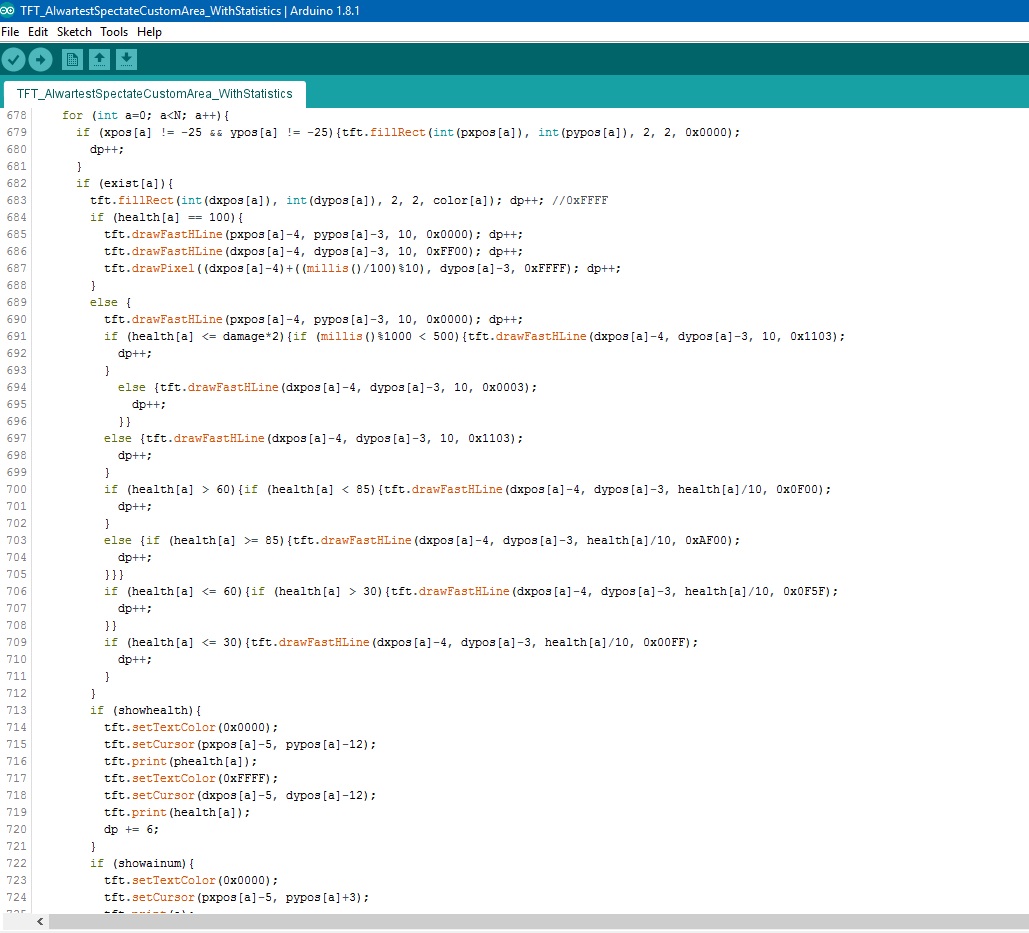 TFT_AIwartestSpectateCustomArea_WithStatistics | Arduino 1.8.1
File Edit Sketch Tools Help
TFT_AIwartestSpectateCustomArea_WithStatistics
678 for (int a=0; a<N; a++){
679 if (xpos[a] != -25 && ypos[a] != -25){tft.fillRect(int(pxpos[a]), int(pypos[a]), 2, 2, 0x0000);
680 dp++;
681 }
682 if (exist[a]){
683 tft.fillRect(int(dxpos[a]), int(dypos[a]), 2, 2, color[a]); dp++; //0xFFFF
684 if (health[a] == 100){
685 tft.drawFastHLine(pxpos[a]-4, pypos[a]-3, 10, 0x0000); dp++;
686 tft.drawFastHLine(dxpos[a]-4, dypos[a]-3, 10, 0xFF00); dp++;
687 tft.drawPixel((dxpos[a]-4)+((millis()/100)%10), dypos[a]-3, 0xFFFF); dp++;
688 }
689 else {
690 tft.drawFastHLine(pxpos[a]-4, pypos[a]-3, 10, 0x0000); dp++;
691 if (health[a] <= damage*2){if (millis()%1000 < 500){tft.drawFastHLine(dxpos[a]-4, dypos[a]-3, 10, 0x1103);
692 dp++;
693 }
694 else {tft.drawFastHLine(dxpos[a]-4, dypos[a]-3, 10, 0x0003);
695 dp++;
696 }}
697 else {tft.drawFastHLine(dxpos[a]-4, dypos[a]-3, 10, 0x1103);
698 dp++;
699 }
700 if (health[a] > 60){if (health[a] < 85){tft.drawFastHLine(dxpos[a]-4, dypos[a]-3, health[a]/10, 0x0F00);
701 dp++;
702 }
703 else {if (health[a] >= 85){tft.drawFastHLine(dxpos[a]-4, dypos[a]-3, health[a]/10, 0xAF00);
704 dp++;
705 }}}
706 if (health[a] <= 60){if (health[a] > 30){tft.drawFastHLine(dxpos[a]-4, dypos[a]-3, health[a]/10, 0x0F5F);
707 dp++;
708 }}
709 if (health[a] <= 30){tft.drawFastHLine(dxpos[a]-4, dypos[a]-3, health[a]/10, 0x00FF);
710 dp++;
711 }
712 }
713 if (showhealth){
714 tft.setTextColor(0x0000);
715 tft.setCursor(pxpos[a]-5, pypos[a]-12);
716 tft.print(phealth[a]);
717 tft.setTextColor(0xFFFF);
718 tft.setCursor(dxpos[a]-5, dypos[a]-12);
719 tft.print(health[a]);
720 dp += 6;
721 }
722 if (showainum){
723 tft.setTextColor(0x0000);
724 tft.setCursor(pxpos[a]-5, pypos[a]+3);